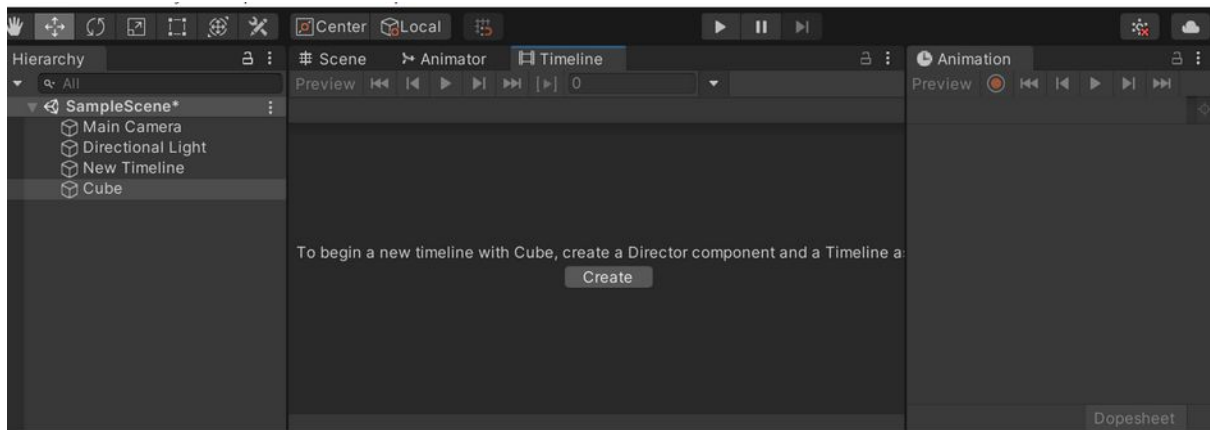 Center Local
Hierarchy
Scene Animator Timeline
Animation
All
Preview 0
Preview
SampleScene*
Main Camera
Directional Light
New Timeline
Cube
To begin a new timeline with Cube, create a Director component and a Timeline a
Create
Dopesheet